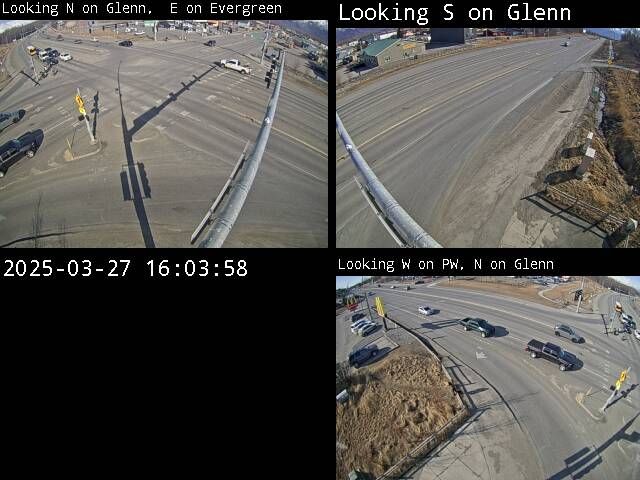 Looking N on Glenn,  E on Evergreen
Looking S on Glenn
2025-03-27 16:03:58
Looking W on PW, N on Glenn